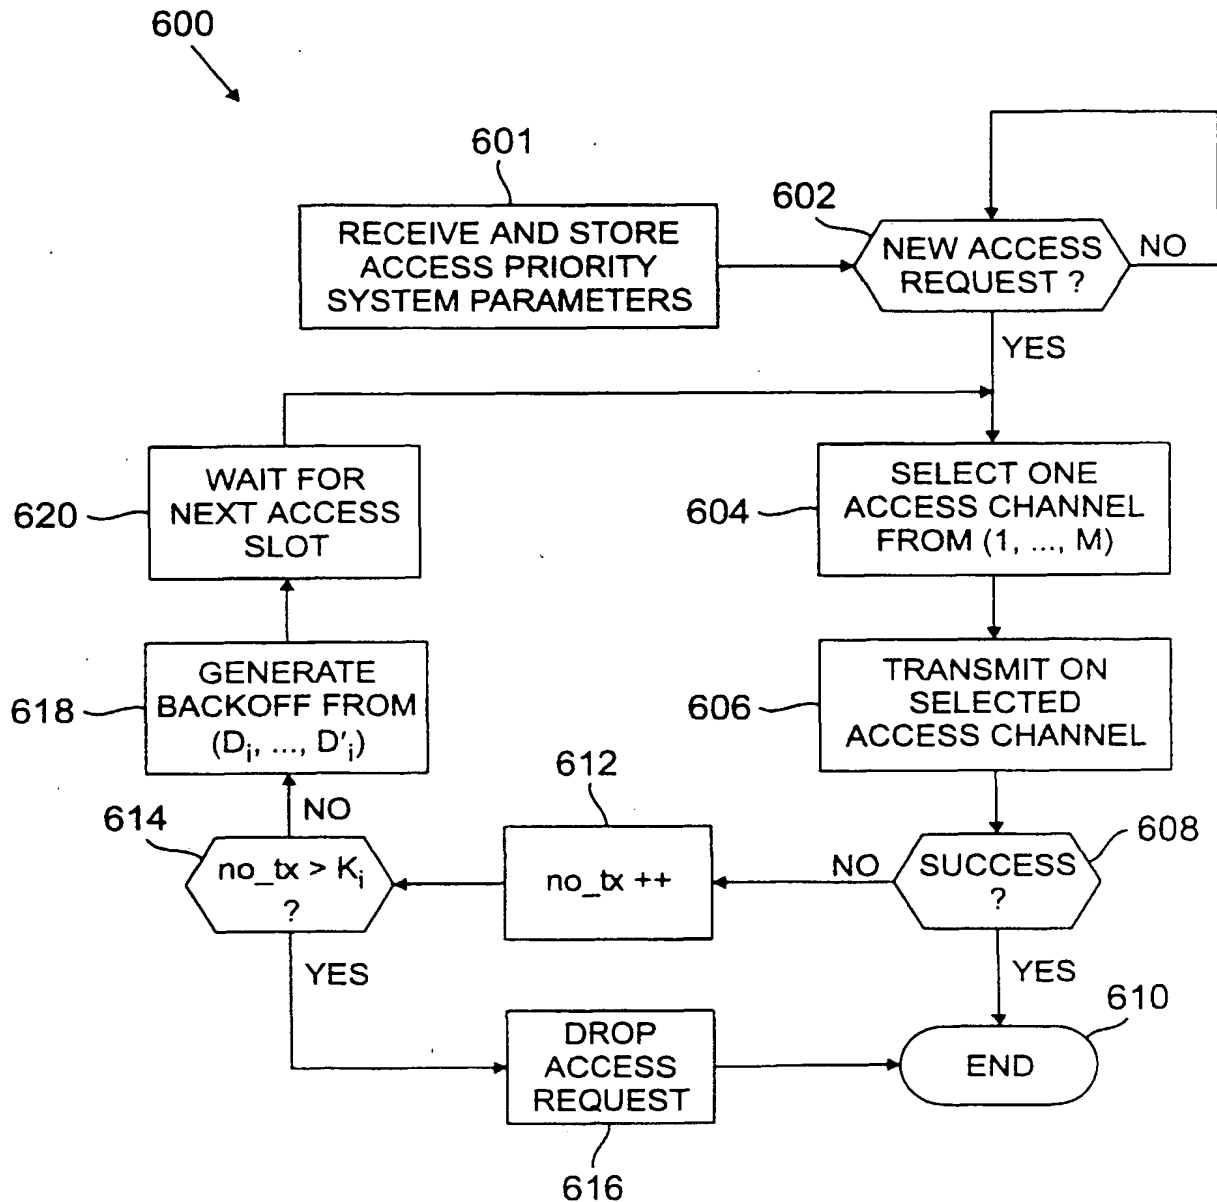 600
601
RECEIVE AND STORE
ACCESS PRIORITY
SYSTEM PARAMETERS
602
NEW ACCESS
REQUEST ?
NO
YES
620
WAIT FOR
NEXT ACCESS
SLOT
604
SELECT ONE
ACCESS CHANNEL
FROM (1, ..., M)
618
GENERATE
BACKOFF FROM
(Dᵢ, ..., D'ᵢ)
606
TRANSMIT ON
SELECTED
ACCESS CHANNEL
NO
614
no_tx > Kᵢ
?
YES
612
no_tx ++
NO
608
SUCCESS
?
YES
616
DROP
ACCESS
REQUEST
610
END